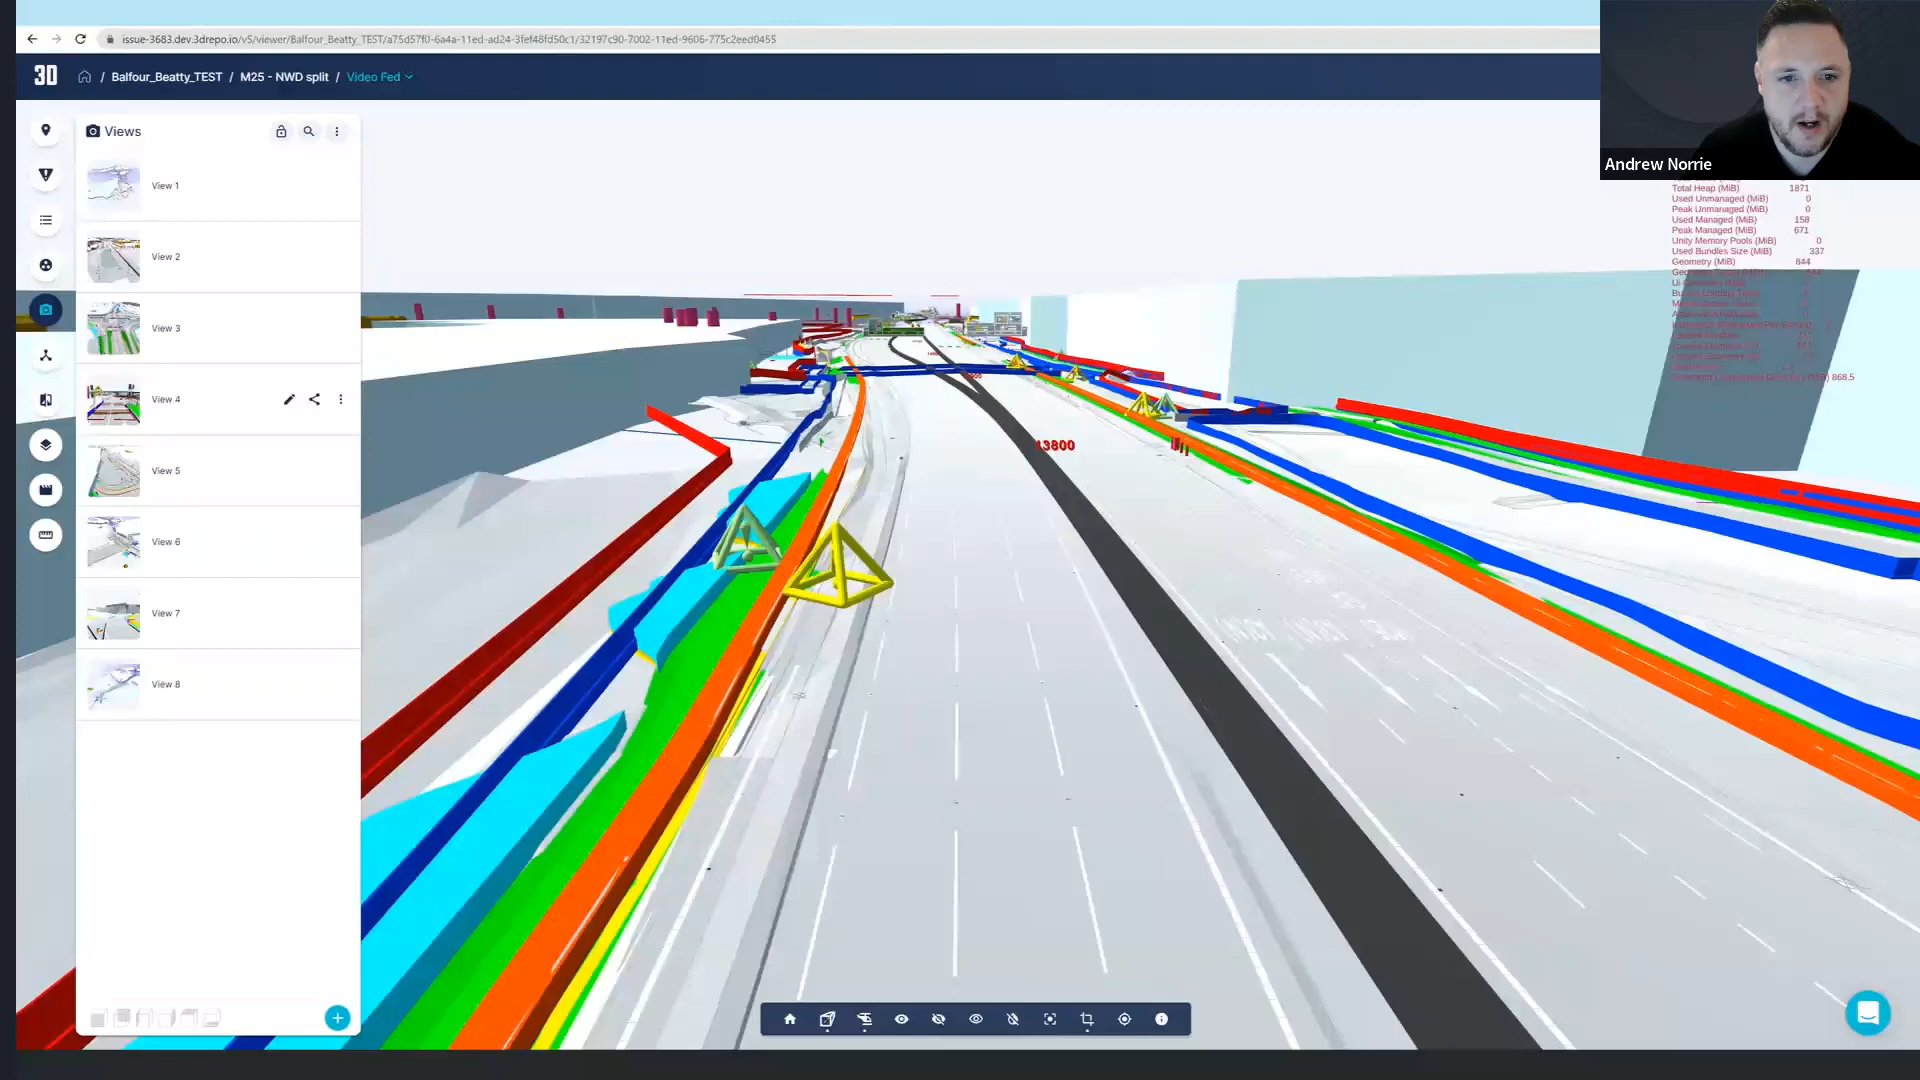 issue-3683.dev.3drepo.io/v5/viewer/Balfour_Beatty_TEST/a75d57f0-6a4a-11ed-ad24-3fef48fd50c1/32197c90-7002-11ed-9606-775c2eed0455
3D / Balfour_Beatty_TEST / M25 - NWD split / Video Fed
Views
View 1
View 2
View 3
View 4
View 5
View 6
View 7
View 8
13800
Andrew Norrie
Total Heap (MiB) 1871
Used Unmanaged (MiB) 0
Peak Unmanaged (MiB) 0
Used Managed (MiB) 158
Peak Managed (MiB) 671
Unity Memory Pools (MiB) 0
Used Bundles Size (MiB) 337
Geometry (MiB) 844
868.5